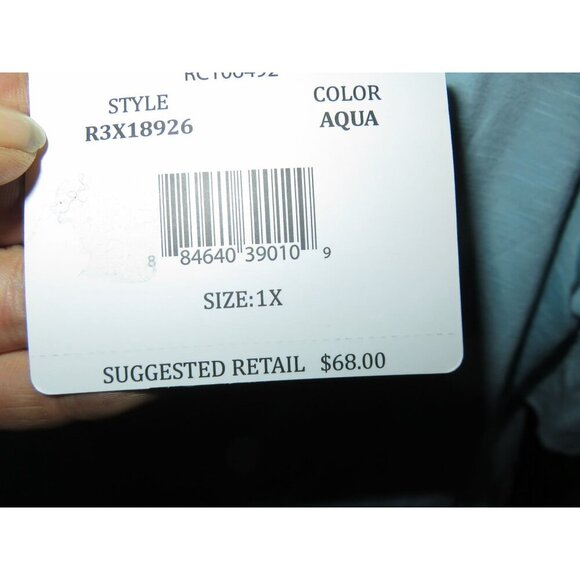 STYLE COLOR
R3X18926 AQUA
8 84640 39010 9
SIZE:1X
SUGGESTED RETAIL $68.00